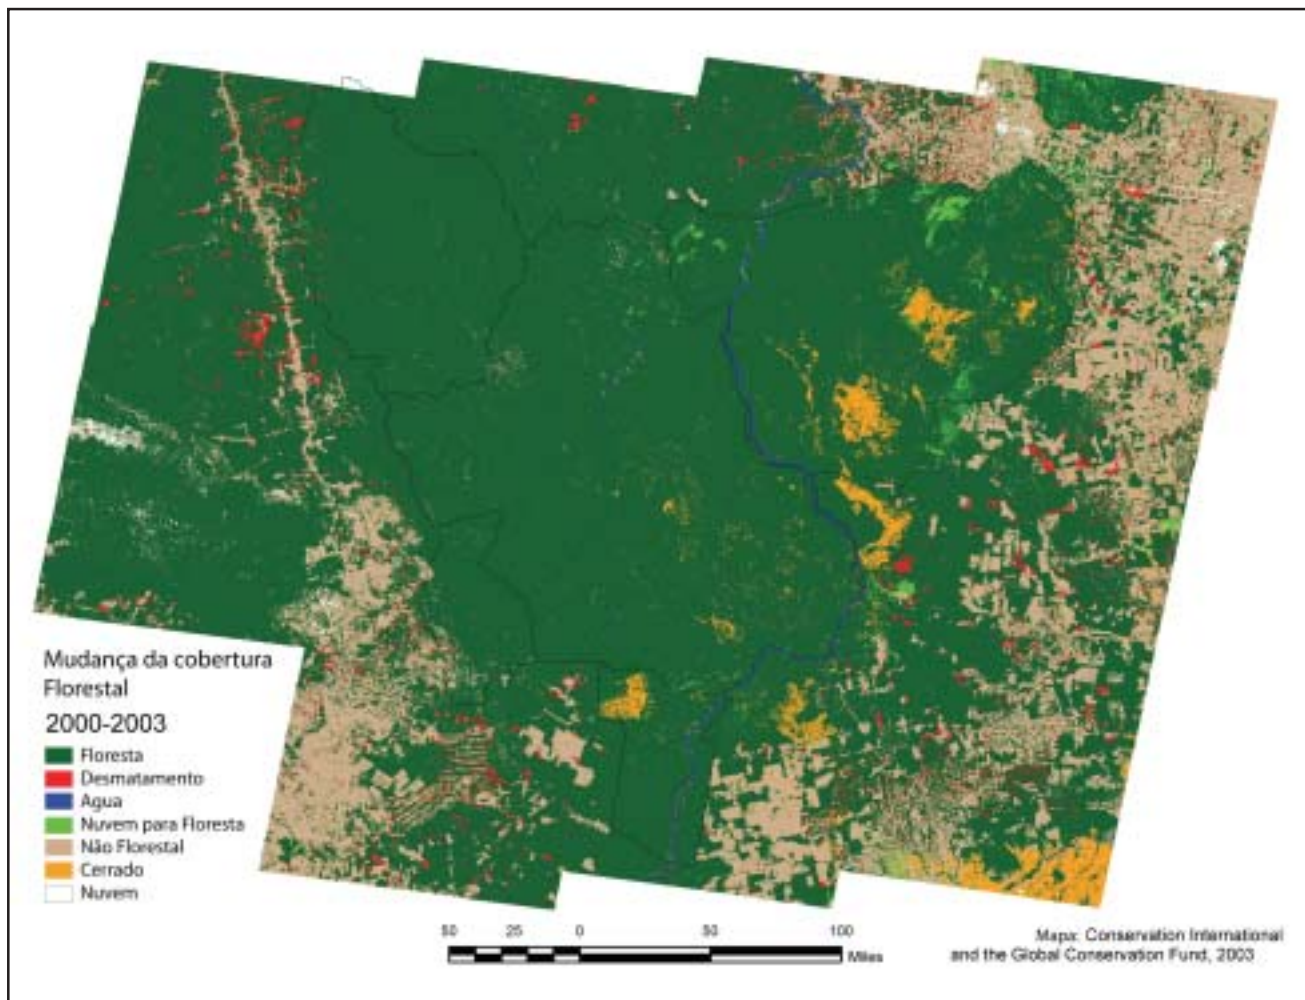 Mudança da cobertura
Florestal
2000-2003
Floresta
Desmatamento
Agua
Nuvem para Floresta
Não Florestal
Cerrado
Nuvem
50 25 0 50 100
Miles
Mapa: Conservation International
and the Global Conservation Fund, 2003